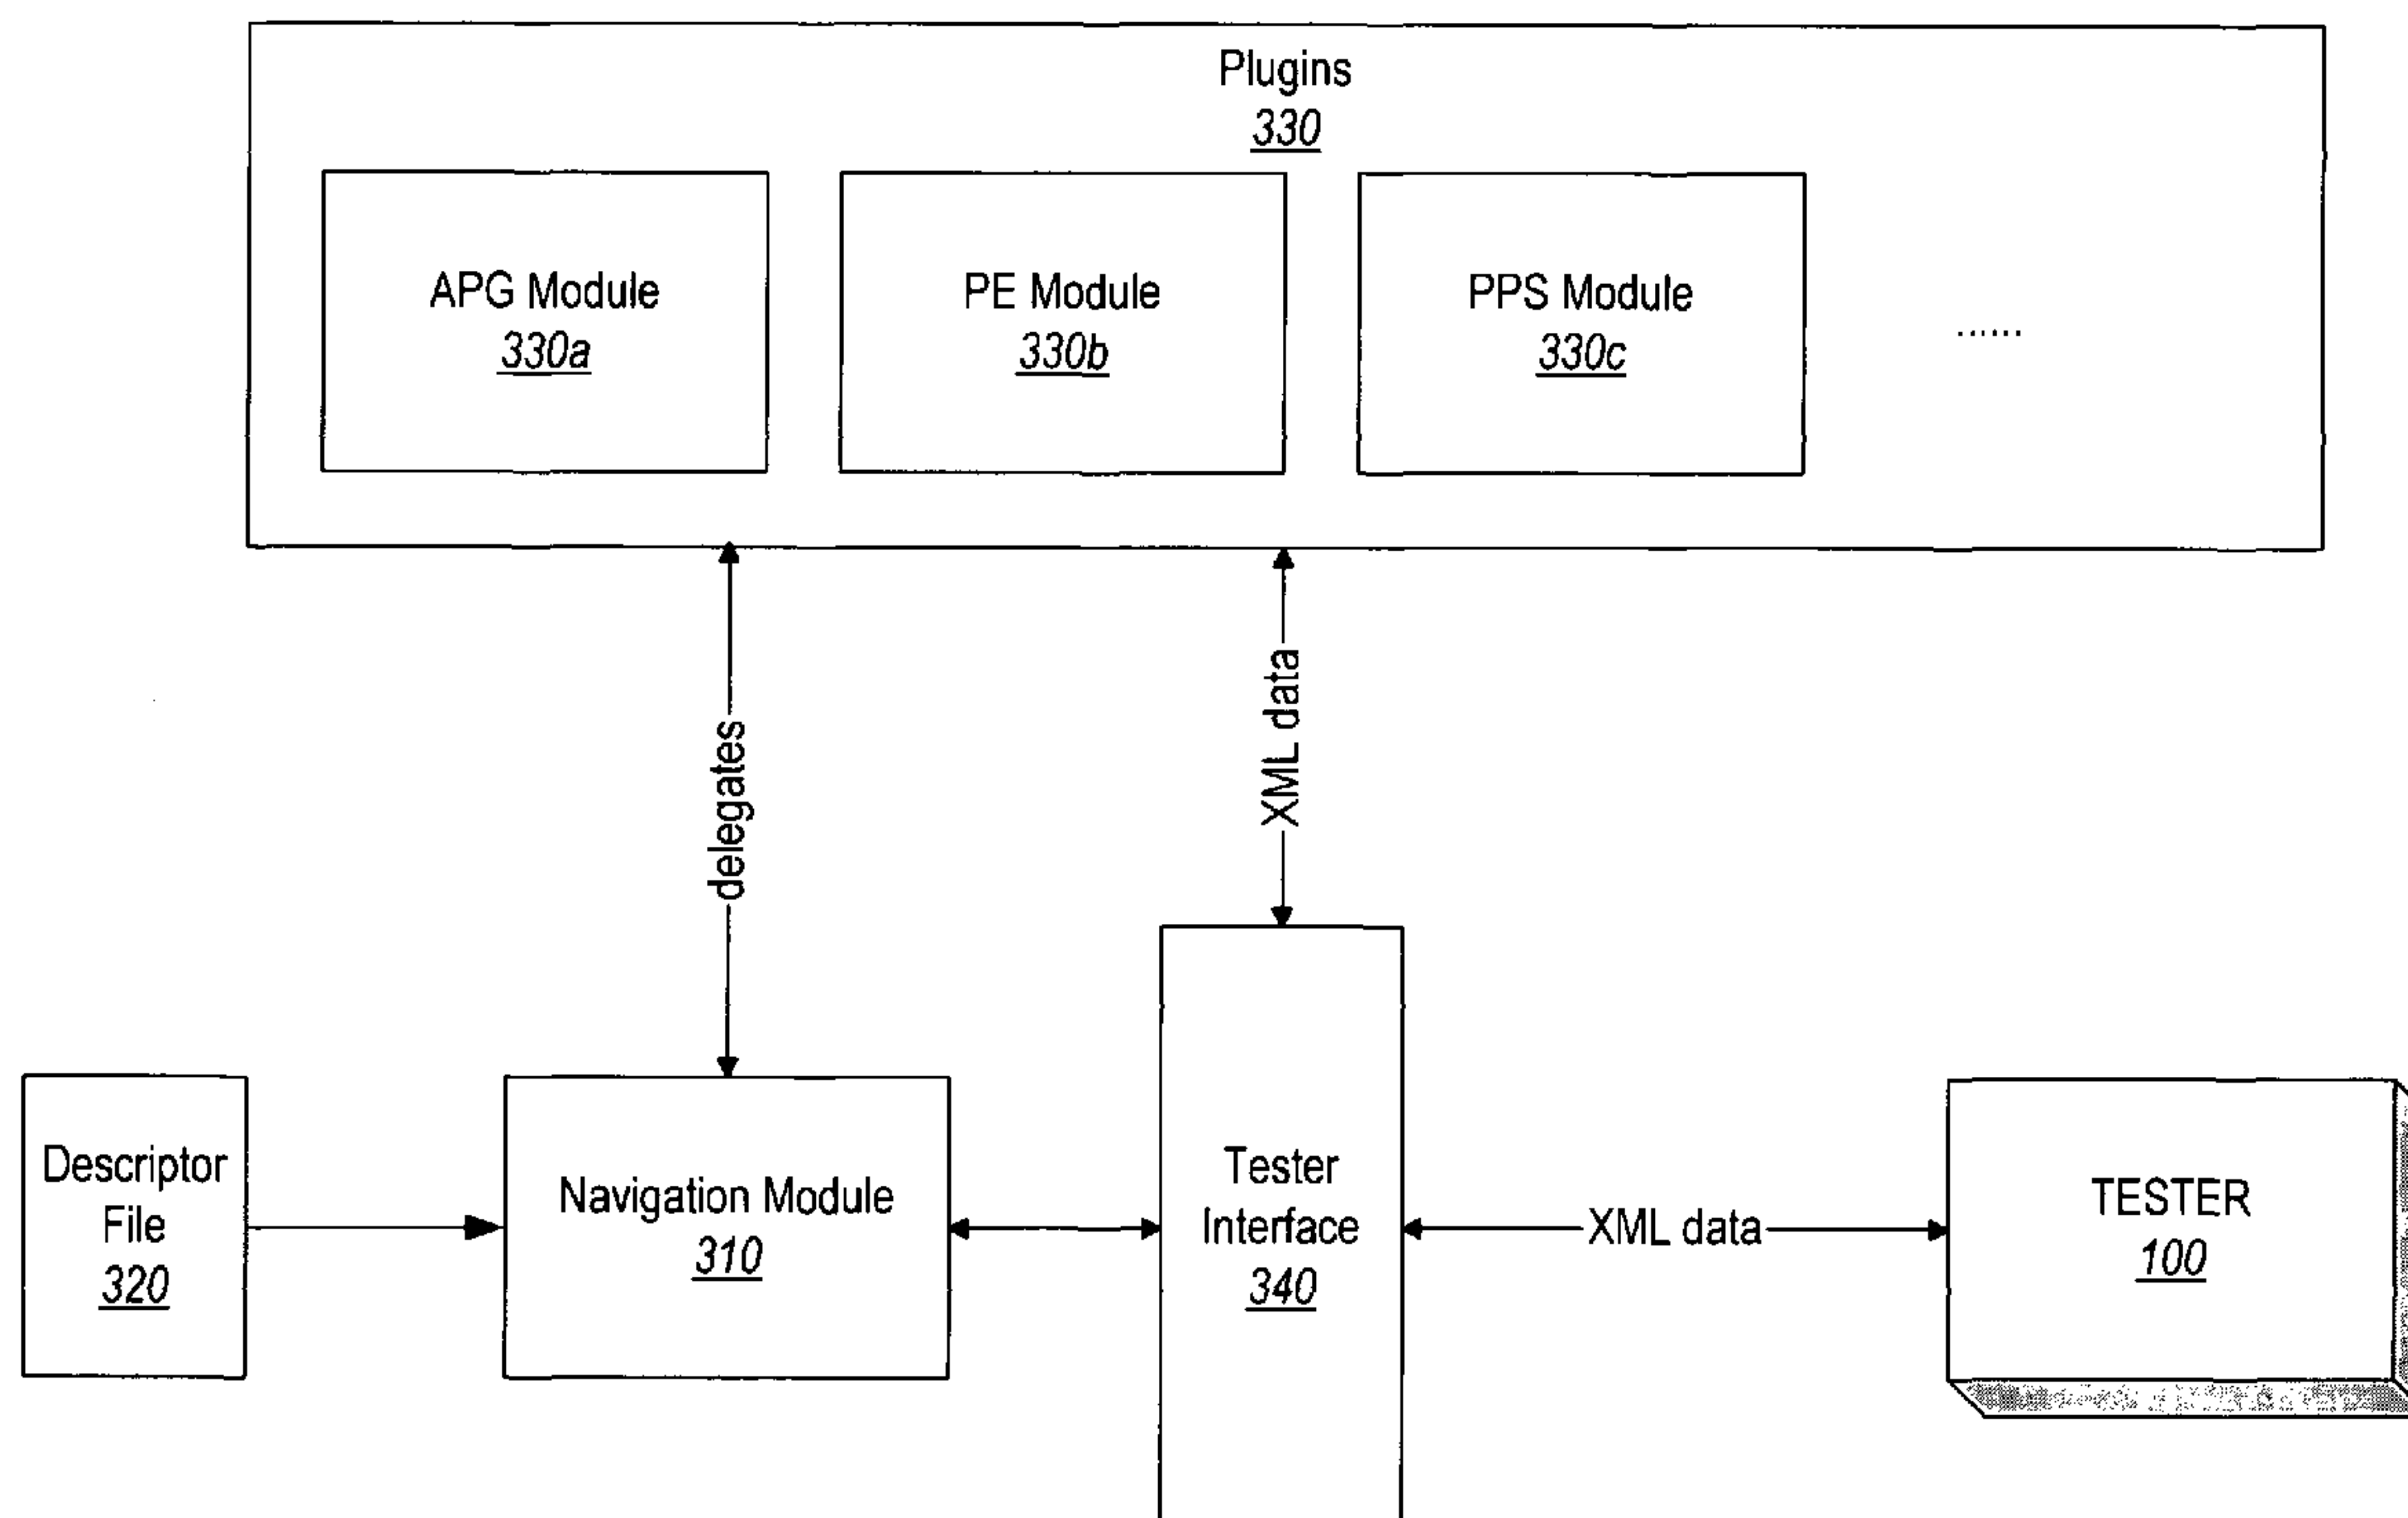 Plugins
330
APG Module
330a
PE Module
330b
PPS Module
330c
......
delegates
XML data
Descriptor
File
320
Navigation Module
310
Tester
Interface
340
XML data
TESTER
100